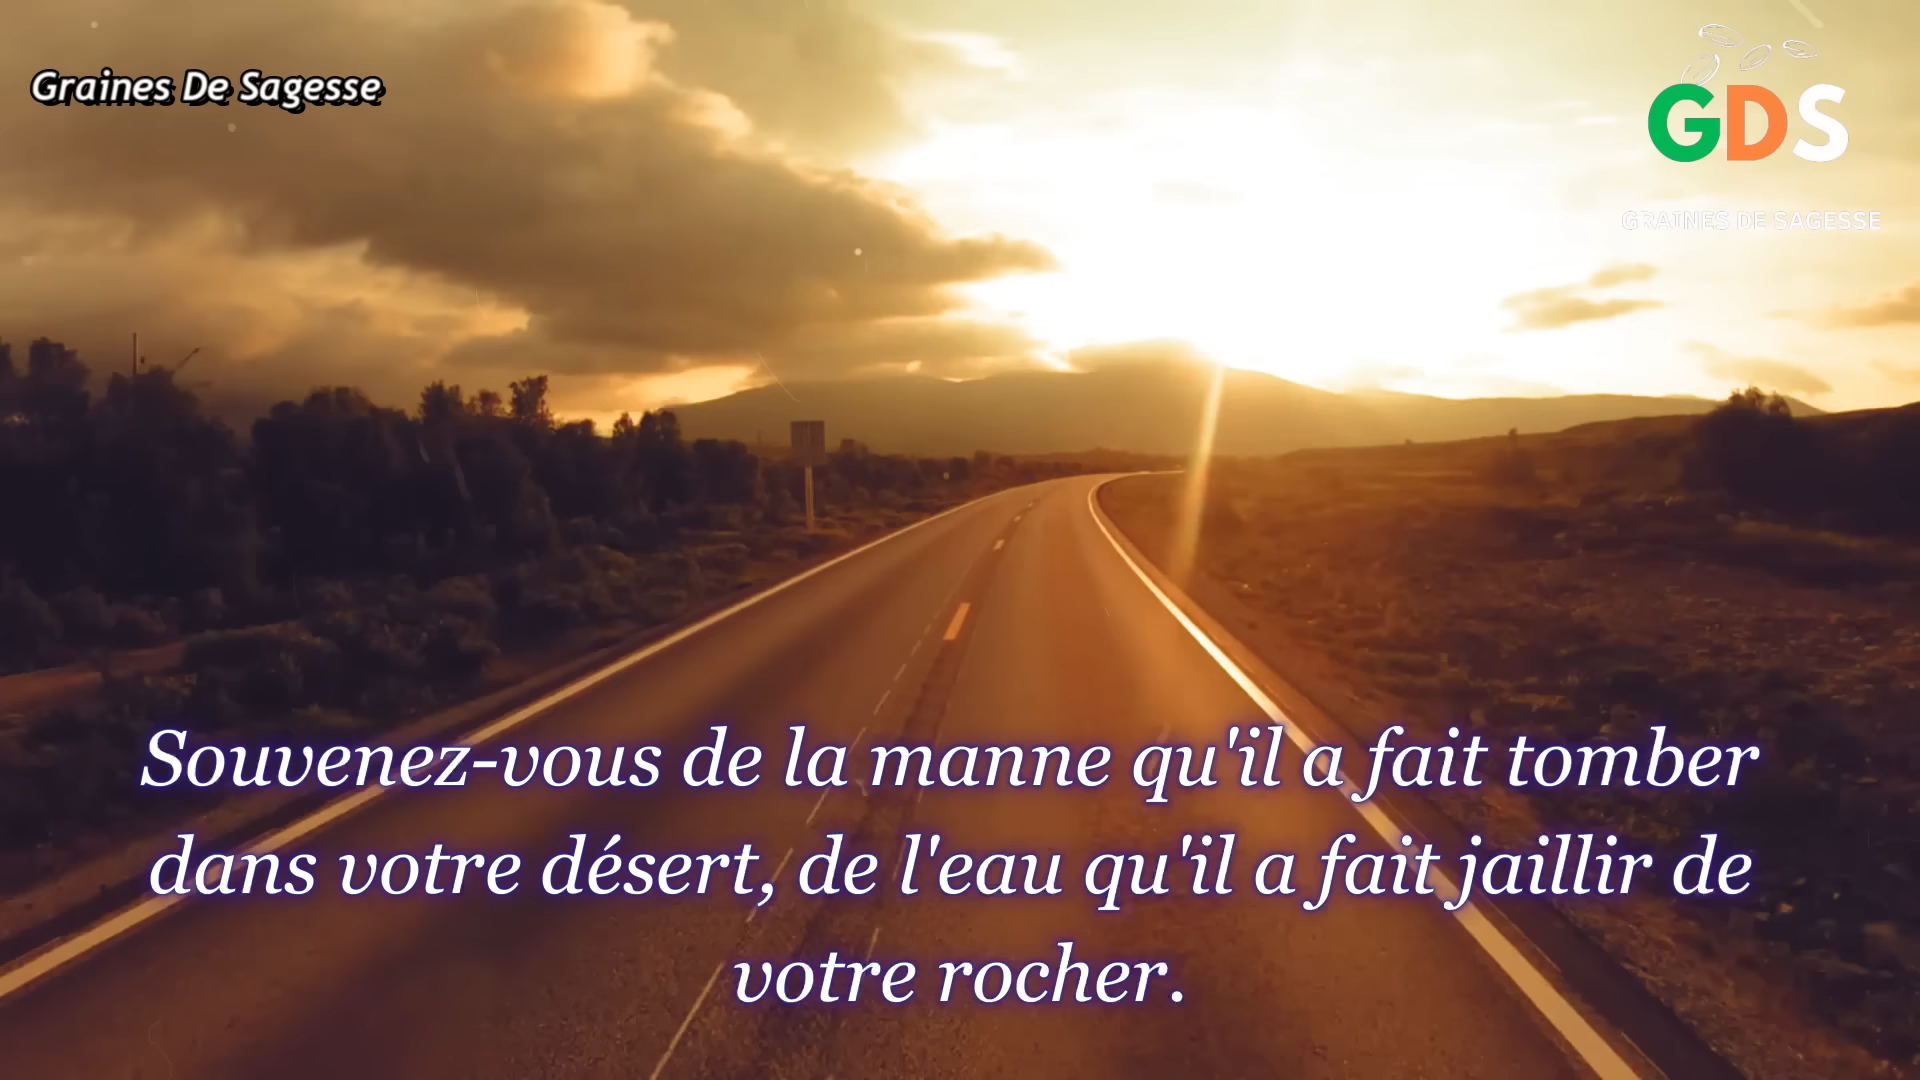 Graines De Sagesse
GDS
GRAINES DE SAGESSE
Souvenez-vous de la manne qu'il a fait tomber
dans votre désert, de l'eau qu'il a fait jaillir de
votre rocher.